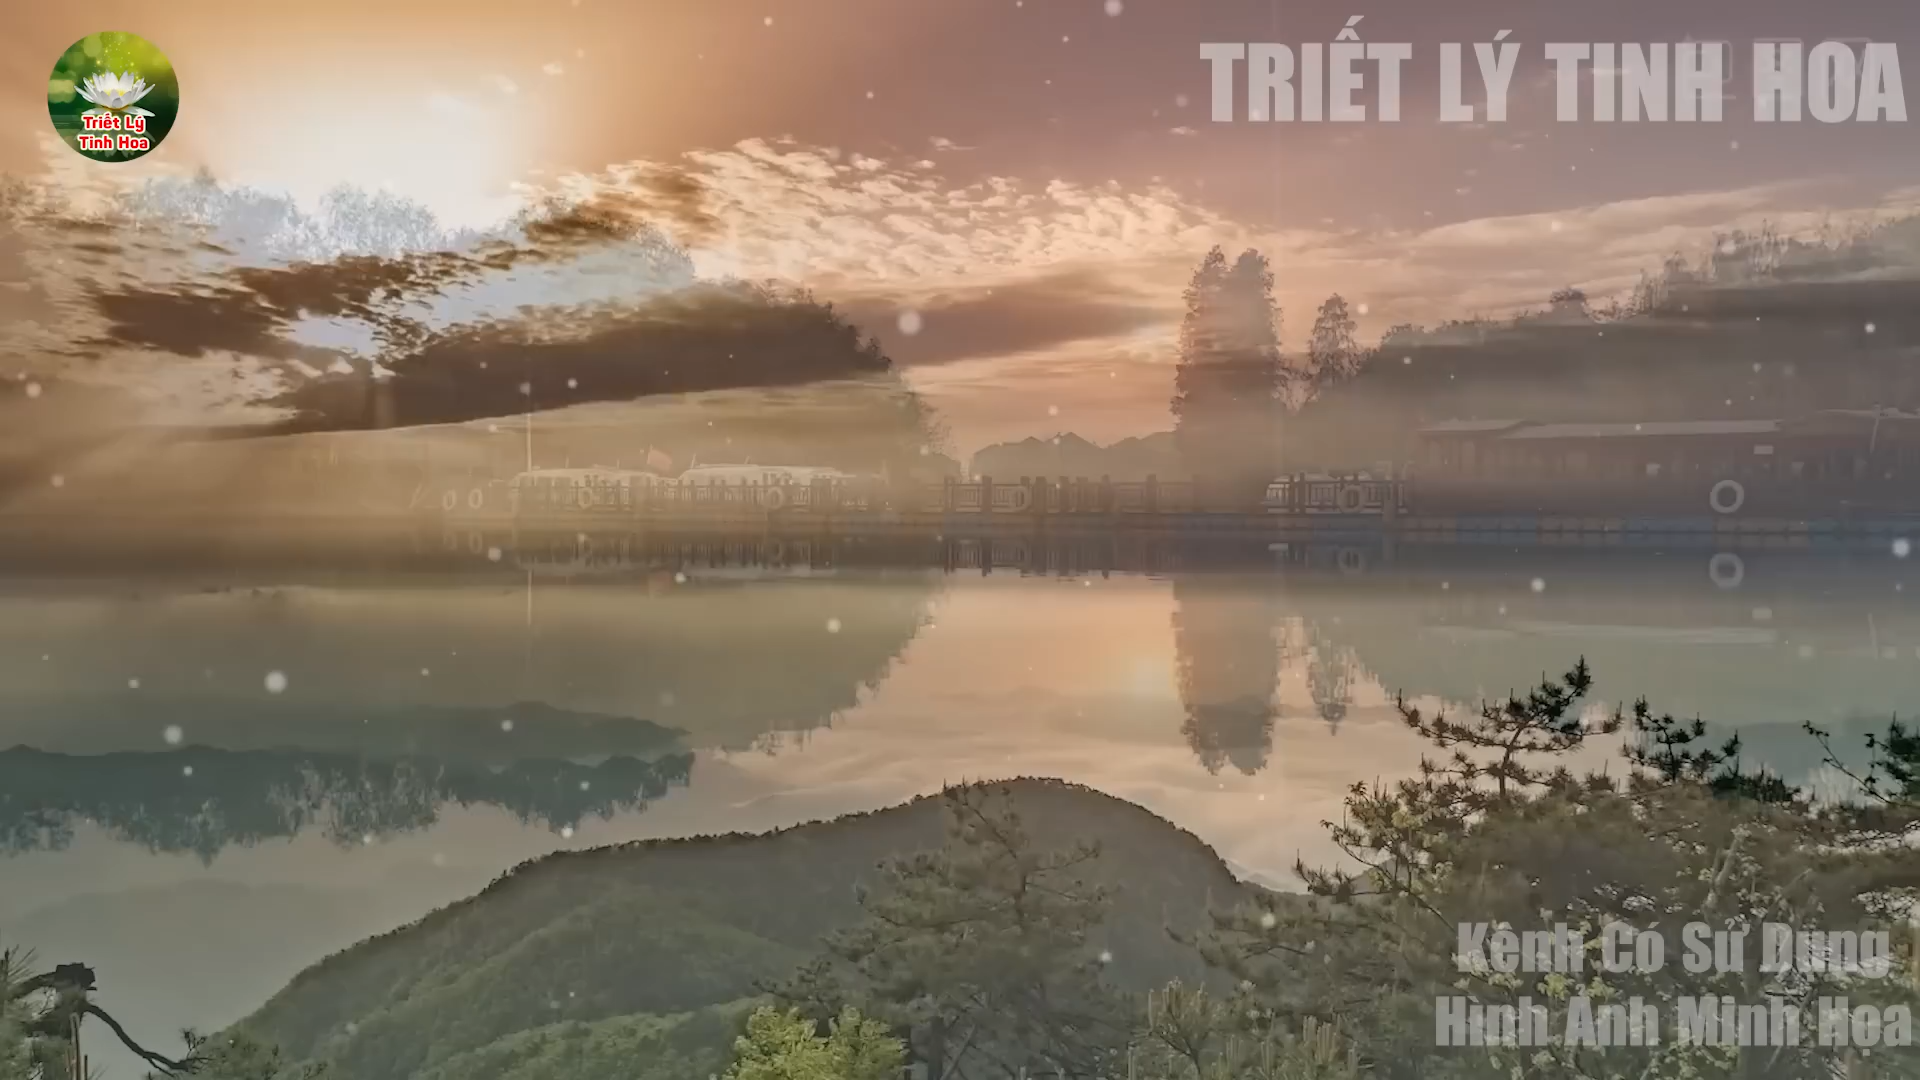 Triết Lý
Tinh Hoa
TRIẾT LÝ TINH HOA
Kênh Có Sử Dụng
Hình Ảnh Minh Họa